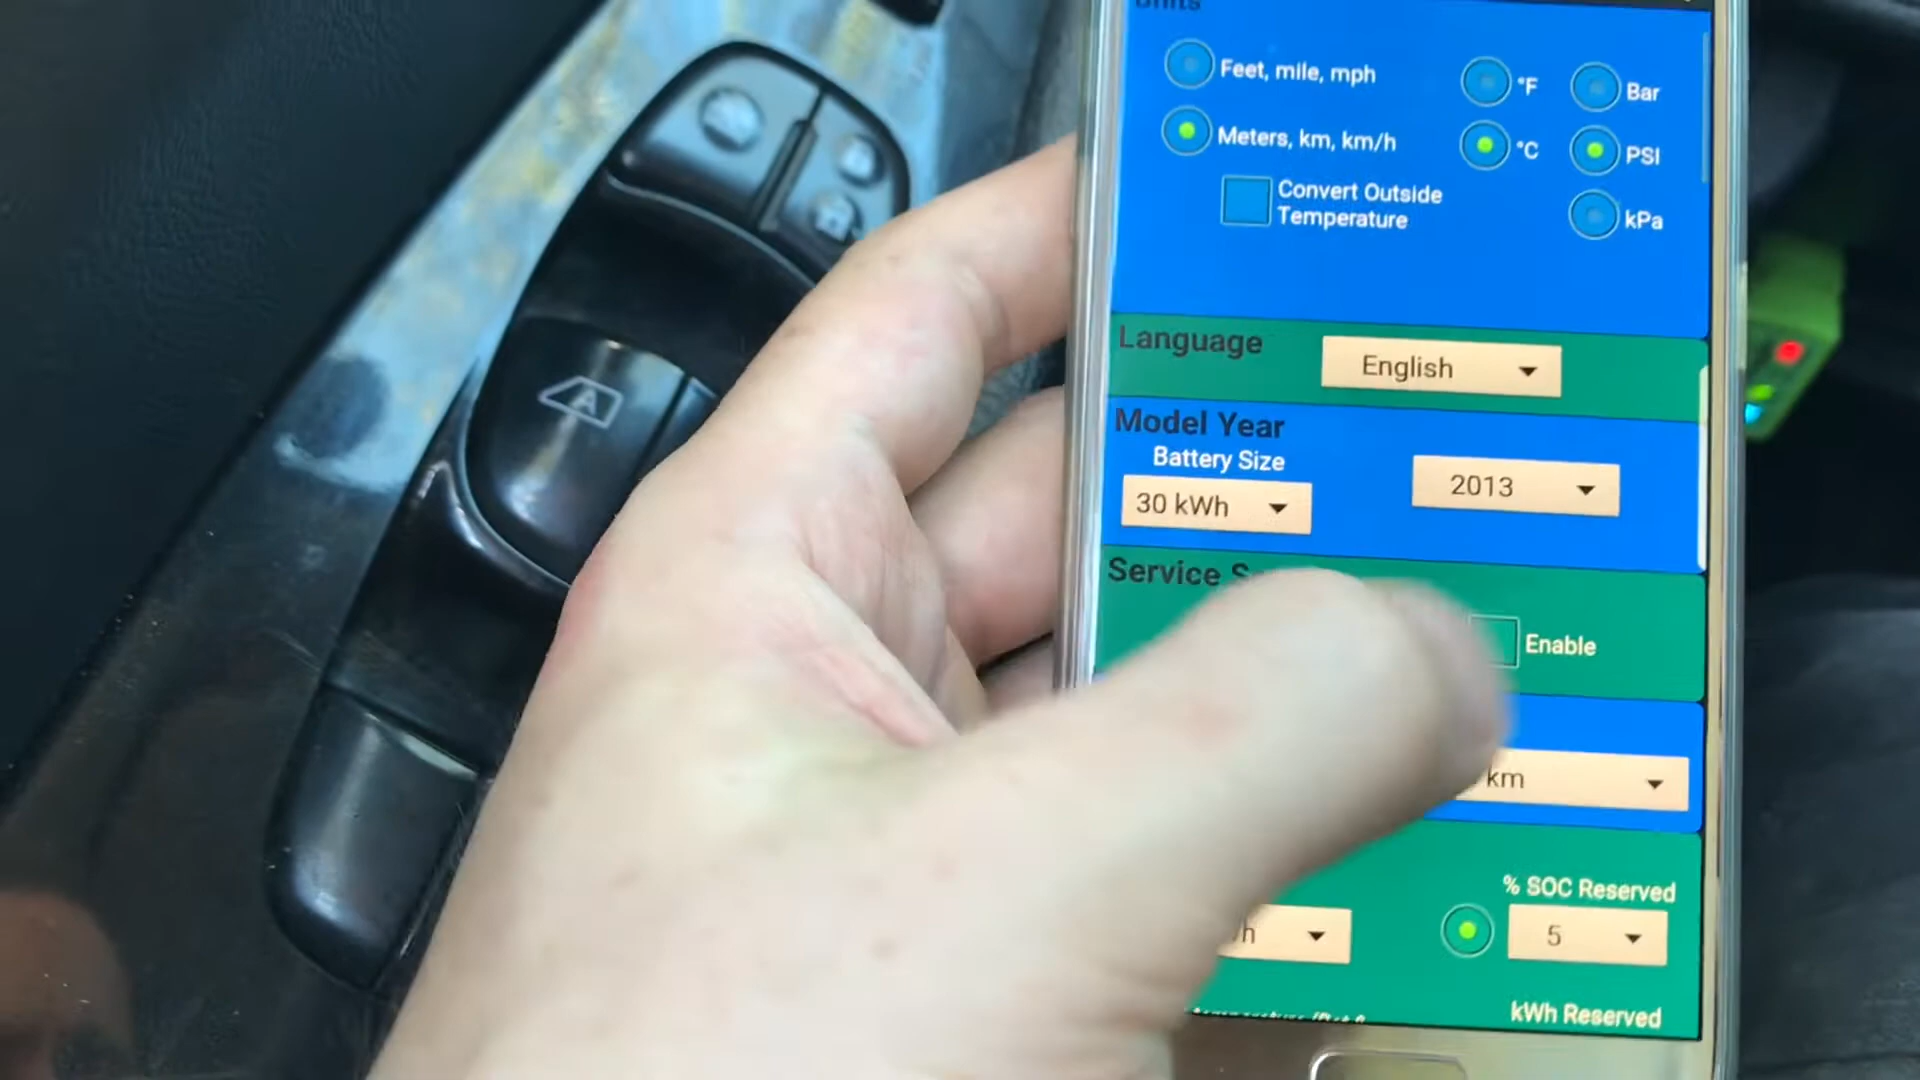 Units
Feet, mile, mph
°F
Bar
Meters, km, km/h
°C
PSI
Convert Outside
Temperature
kPa
Language
English
Model Year
Battery Size
30 kWh
2013
Service
Enable
km
% SOC Reserved
5
kWh Reserved
A